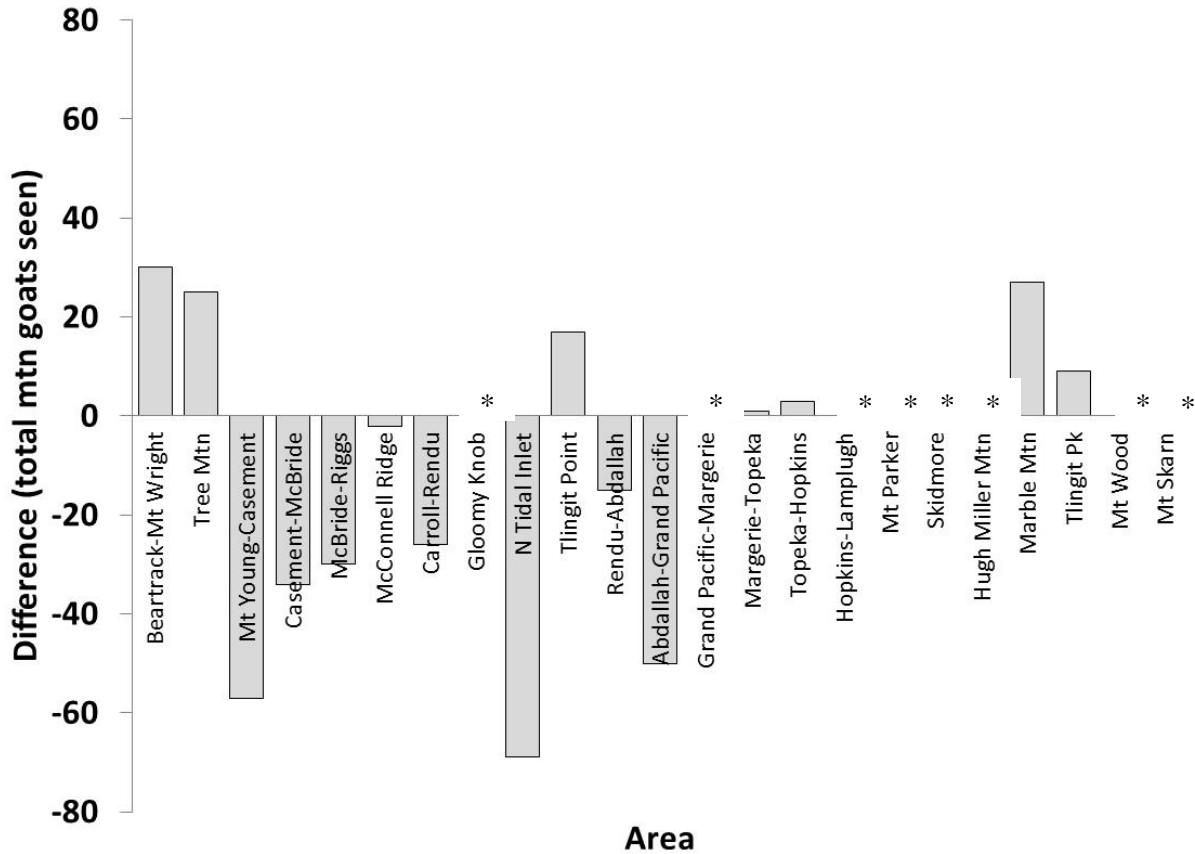 80
60
40
20
0
-20
-40
-60
-80
Difference (total mtn goats seen)
* * * * * * * *
Beartrack-Mt Wright
Tree Mtn
Mt Young-Casement
Casement-McBride
McBride-Riggs
McConnell Ridge
Carroll-Rendu
Gloomy Knob
N Tidal Inlet
Tlingit Point
Rendu-Abdallah
Abdallah-Grand Pacific
Grand Pacific-Margerie
Margerie-Topeka
Topeka-Hopkins
Hopkins-Lamplugh
Mt Parker
Skidmore
Hugh Miller Mtn
Marble Mtn
Tlingit Pk
Mt Wood
Mt Skarn
Area